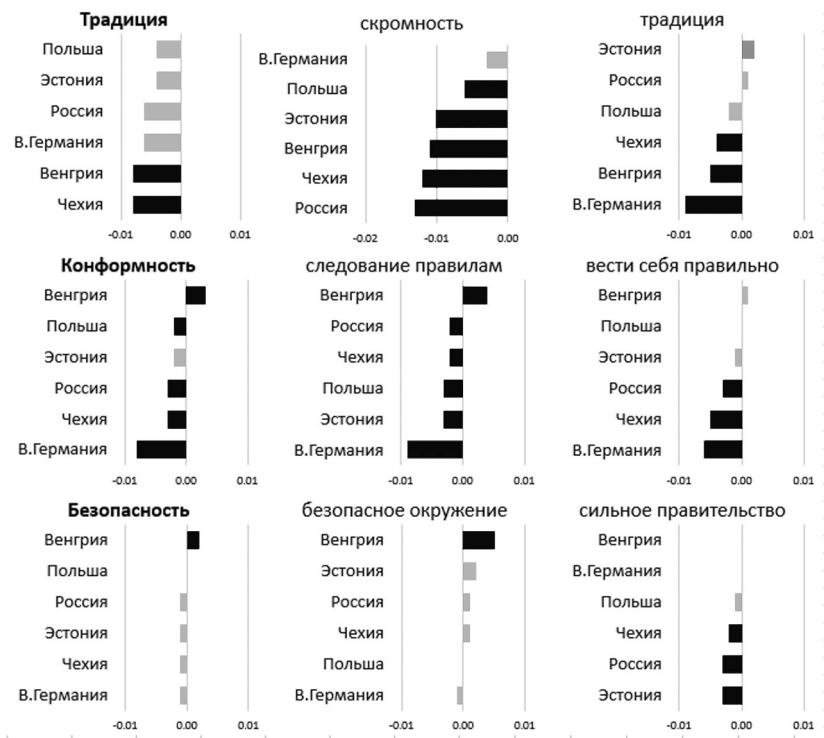 Традиция
Польша
Эстония
Россия
В.Германия
Венгрия
Чехия
-0.01 0.00 0.01
скромность
В.Германия
Польша
Эстония
Венгрия
Чехия
Россия
-0.02 -0.01 0.00
традиция
Эстония
Россия
Польша
Чехия
Венгрия
В.Германия
-0.01 0.00 0.01
Конформность
Венгрия
Польша
Эстония
Россия
Чехия
В.Германия
-0.01 0.00 0.01
следование правилам
Венгрия
Россия
Чехия
Польша
Эстония
В.Германия
-0.01 0.00 0.01
вести себя правильно
Венгрия
Польша
Эстония
Россия
Чехия
В.Германия
-0.01 0.00 0.01
Безопасность
Венгрия
Польша
Россия
Эстония
Чехия
В.Германия
-0.01 0.00 0.01
безопасное окружение
Венгрия
Эстония
Россия
Чехия
Польша
В.Германия
-0.01 0.00 0.01
сильное правительство
Венгрия
В.Германия
Польша
Чехия
Россия
Эстония
-0.01 0.00 0.01